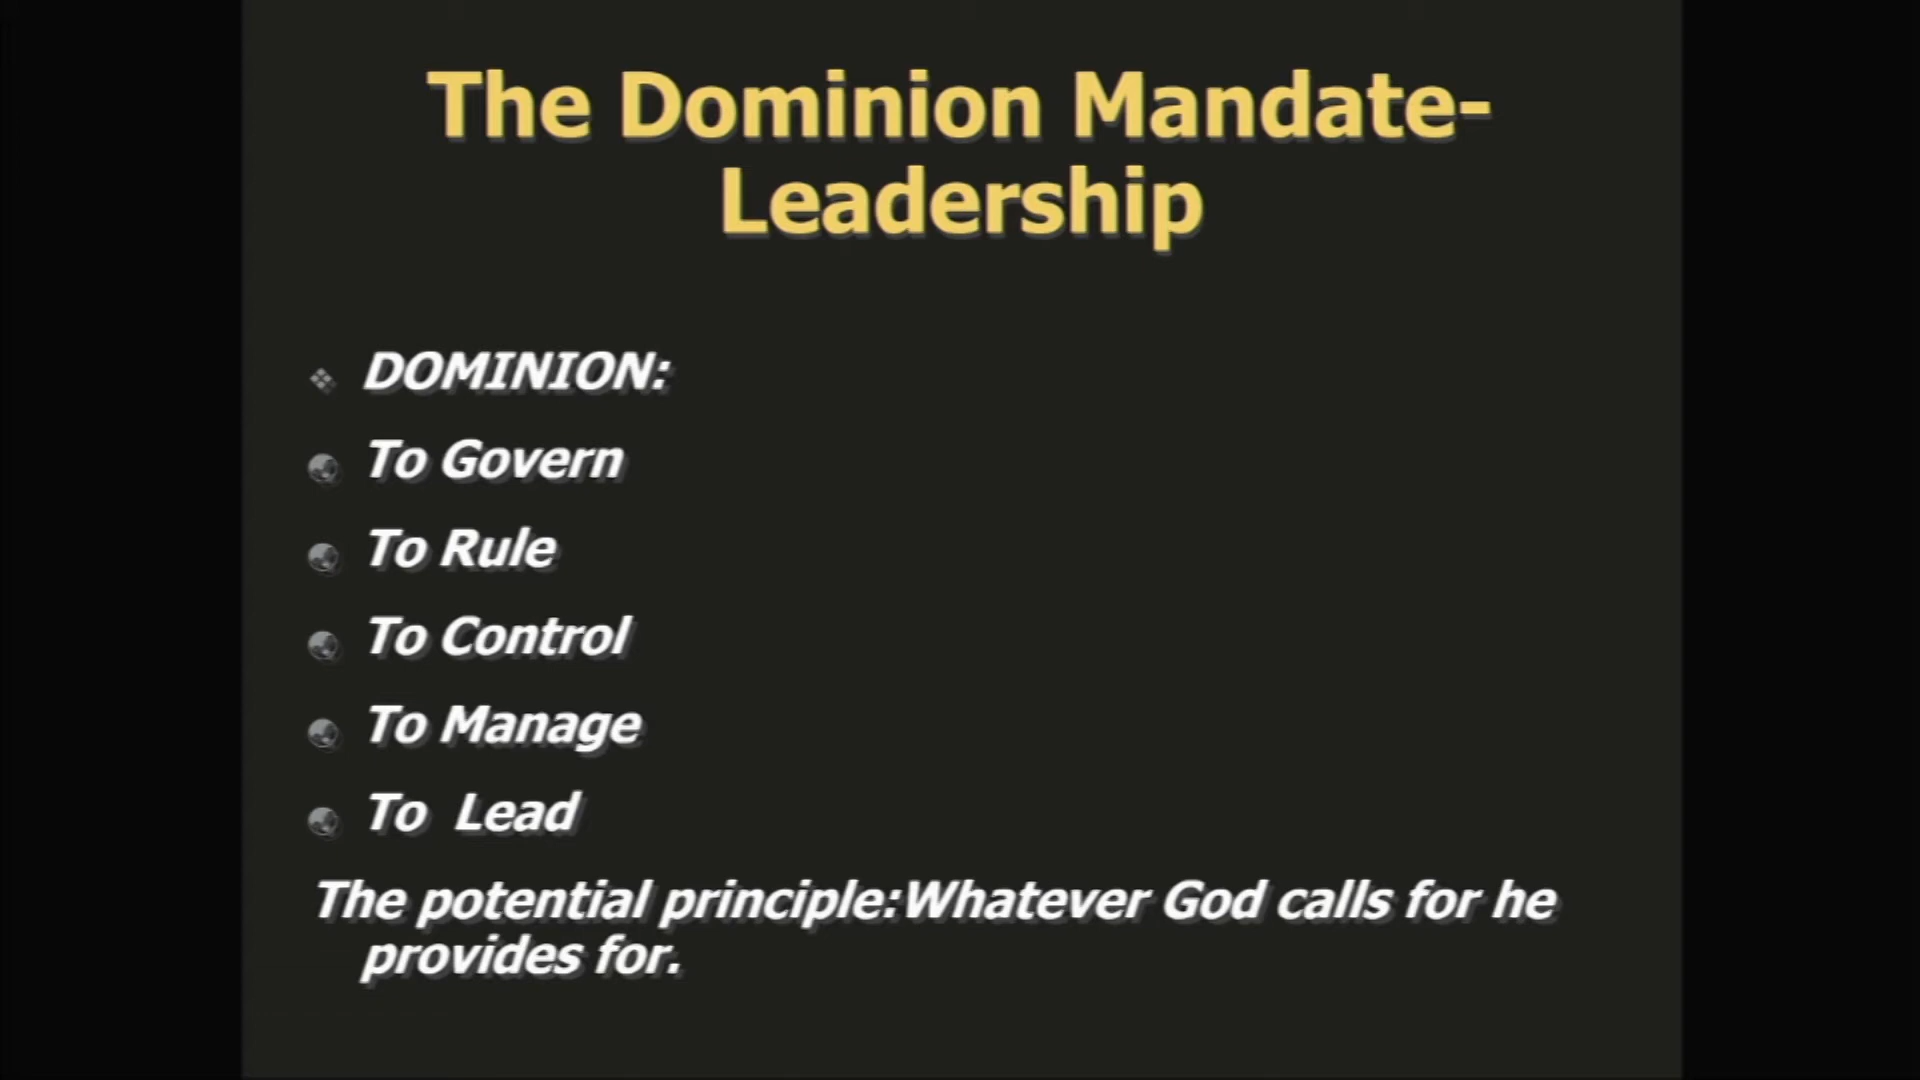 The Dominion Mandate-
Leadership
DOMINION:
To Govern
To Rule
To Control
To Manage
To  Lead
The potential principle:Whatever God calls for he
provides for.